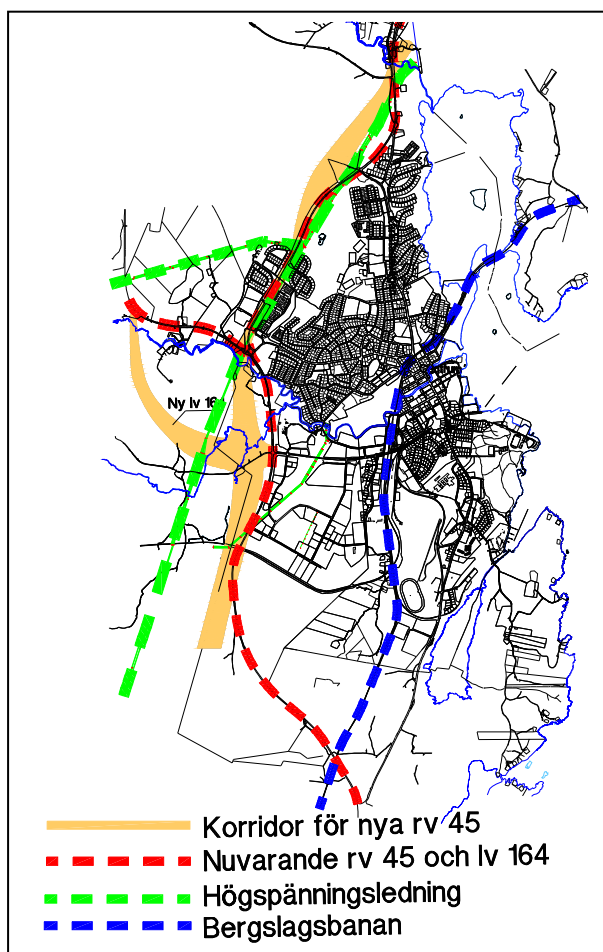 Ny lv 16
Korridor för nya rv 45
Nuvarande rv 45 och lv 164
Högspänningsledning
Bergslagsbanan